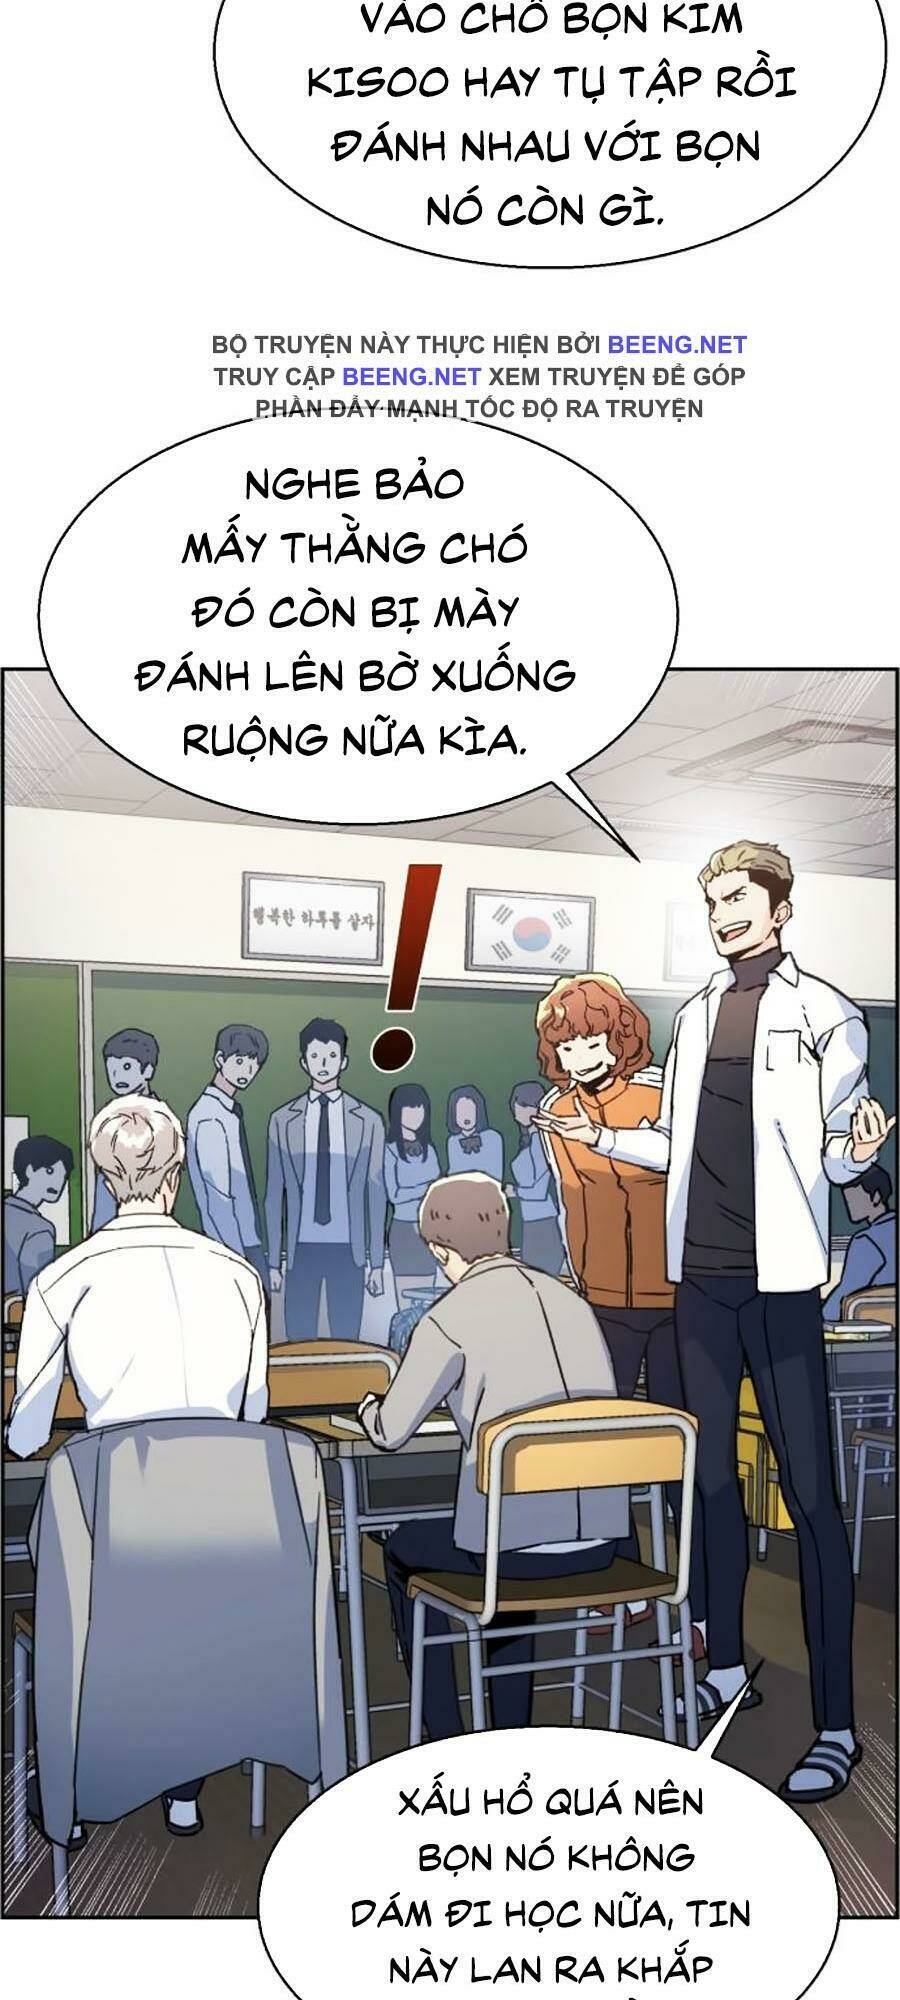 VÀO CHỖ BỌN KIM
KISOO HAY TỤ TẬP RỒI
ĐÁNH NHAU VỚI BỌN
NÓ CÒN GÌ.
BỘ TRUYỆN NÀY THỰC HIỆN BỞI BEENG.NET
TRUY CẬP BEENG.NET XEM TRUYỆN ĐỂ GÓP
PHẦN ĐẨY MẠNH TỐC ĐỘ RA TRUYỆN
NGHE BẢO
MẤY THẰNG CHÓ
ĐÓ CÒN BỊ MÀY
ĐÁNH LÊN BỜ XUỐNG
RUỘNG NỮA KÌA.
행복한 하루를 살자
!
XẤU HỔ QUÁ NÊN
BỌN NÓ KHÔNG
DÁM ĐI HỌC NỮA, TIN
NÀY LAN RA KHẮP